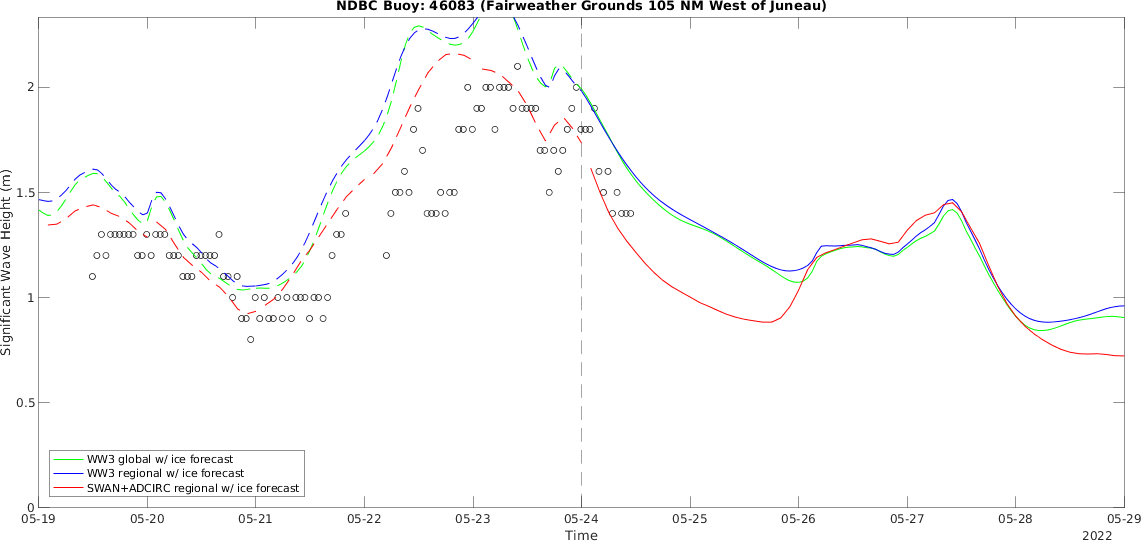 NDBC Buoy: 46083 (Fairweather Grounds 105 NM West of Juneau)
Significant Wave Height (m)
2
1.5
1
0.5
0
WW3 global w/ ice forecast
WW3 regional w/ ice forecast
SWAN+ADCIRC regional w/ ice forecast
05-19 05-20 05-21 05-22 05-23 05-24 05-25 05-26 05-27 05-28 05-29
Time
2022